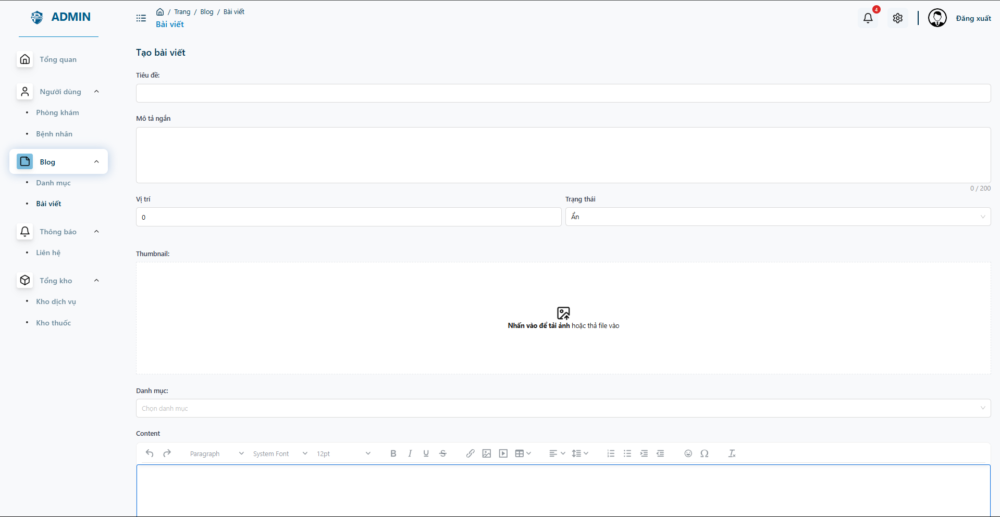 P-CLINIC
ADMIN
/ Trang / Blog / Bài viết
Bài viết
4
Đăng xuất
Tổng quan
Người dùng
Phòng khám
Bệnh nhân
Blog
Danh mục
Bài viết
Thông báo
Liên hệ
Tổng kho
Kho dịch vụ
Kho thuốc
Tạo bài viết
Tiêu đề:
Mô tả ngắn
0 / 200
Vị trí
0
Trạng thái
Ẩn
Thumbnail:
Nhấn vào để tải ảnh hoặc thả file vào
Danh mục:
Chọn danh mục
Content
Paragraph System Font 12pt